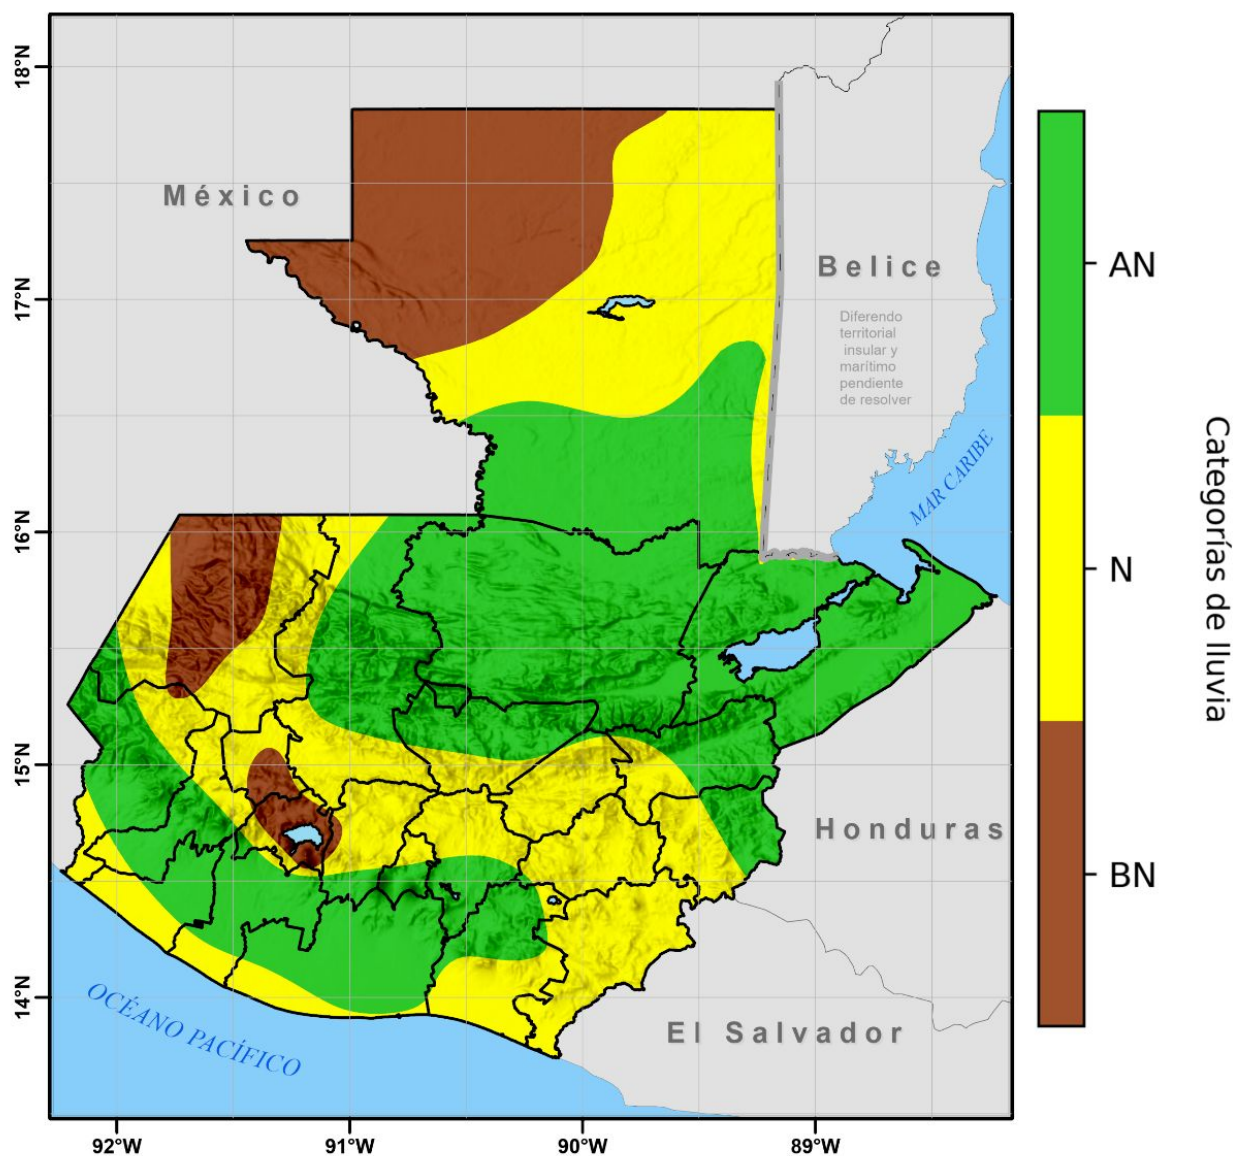 18°N
17°N
16°N
15°N
14°N
92°W
91°W
90°W
89°W
México
Belice
Diferendo
territorial
insular y
marítimo
pendiente
de resolver
MAR CARIBE
Honduras
El Salvador
OCÉANO PACÍFICO
AN
N
BN
Categorías de lluvia